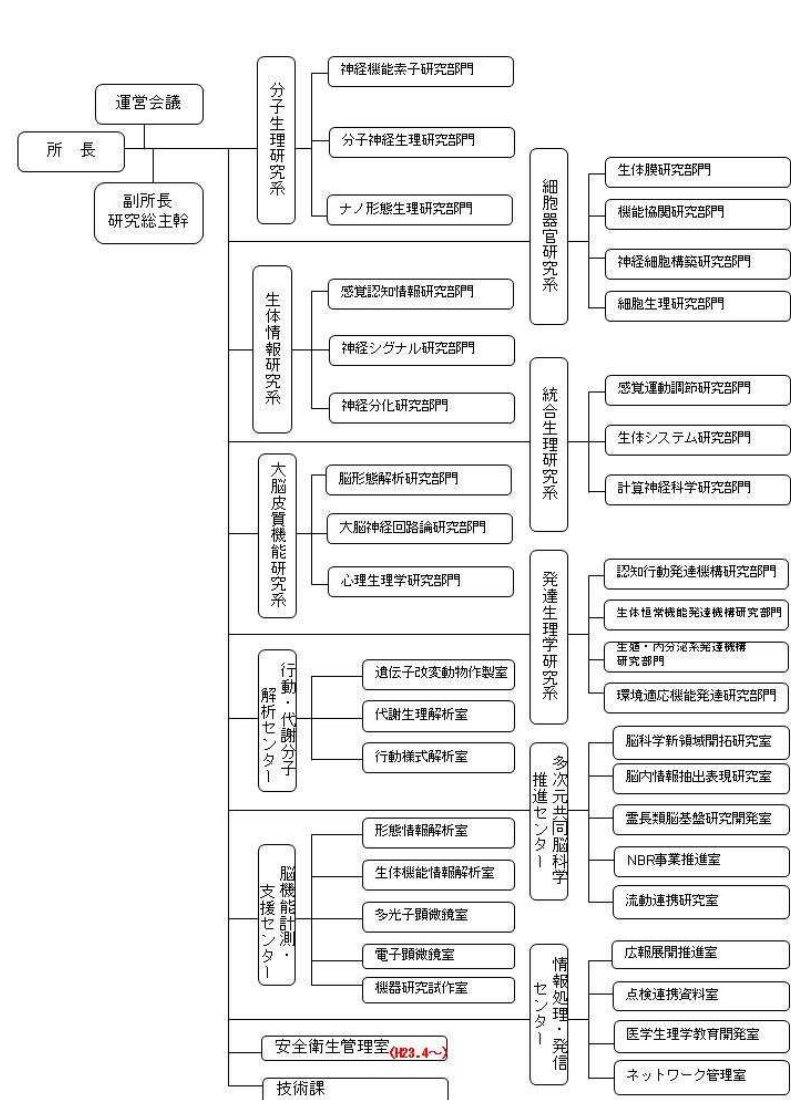 運営会議
所　長
副所長
研究総主幹
分子生理研究系
神経機能素子研究部門
分子神経生理研究部門
ナノ形態生理研究部門
細胞器官研究系
生体膜研究部門
機能協関研究部門
神経細胞構築研究部門
細胞生理研究部門
生体情報研究系
感覚認知情報研究部門
神経シグナル研究部門
神経分化研究部門
統合生理研究系
感覚運動調節研究部門
生体システム研究部門
計算神経科学研究部門
大脳皮質機能研究系
脳形態解析研究部門
大脳神経回路論研究部門
心理生理学研究部門
発達生理学研究系
認知行動発達機構研究部門
生体恒常機能発達機構研究部門
生殖・内分泌系発達機構
研究部門
環境適応機能発達研究部門
行動・代謝分子
解析センター
遺伝子改変動物作製室
代謝生理解析室
行動様式解析室
多次元共同脳科学
推進センター
脳科学新領域開拓研究室
脳内情報抽出表現研究室
霊長類脳基盤研究開発室
NBR事業推進室
流動連携研究室
脳機能計測・
支援センター
形態情報解析室
生体機能情報解析室
多光子顕微鏡室
電子顕微鏡室
機器研究試作室
情報処理・発信
センター
広報展開推進室
点検連携資料室
医学生理学教育開発室
ネットワーク管理室
安全衛生管理室(H23.4～)
技術課